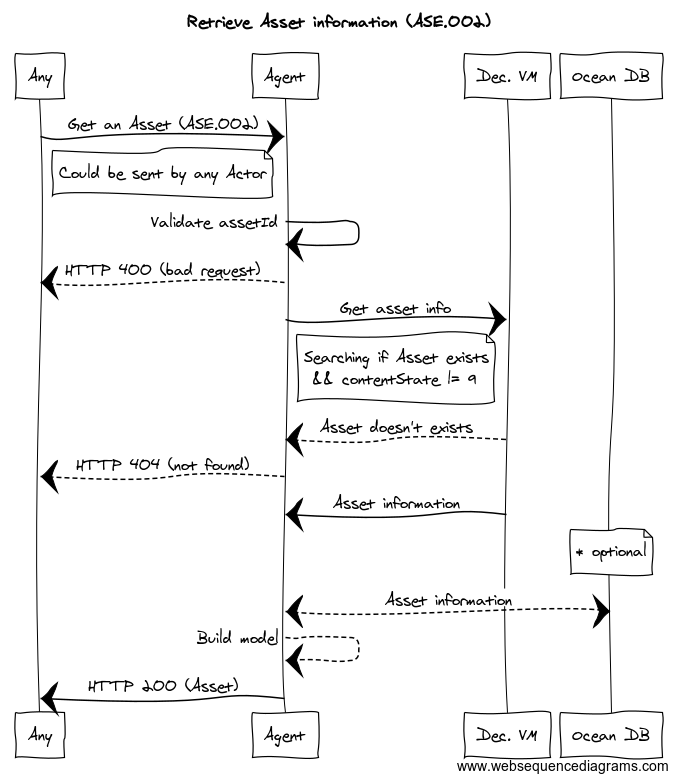 Retrieve Asset information (ASE.002)
Any
Agent
Dec. VM
Ocean DB
Get an Asset (ASE.002)
Could be sent by any Actor
Validate assetId
HTTP 400 (bad request)
Get asset info
Searching if Asset exists
&& contentState != 9
Asset doesn't exists
HTTP 404 (not found)
Asset information
* optional
Asset information
Build model
HTTP 200 (Asset)
Any
Agent
Dec. VM
Ocean DB
www.websequencediagrams.com